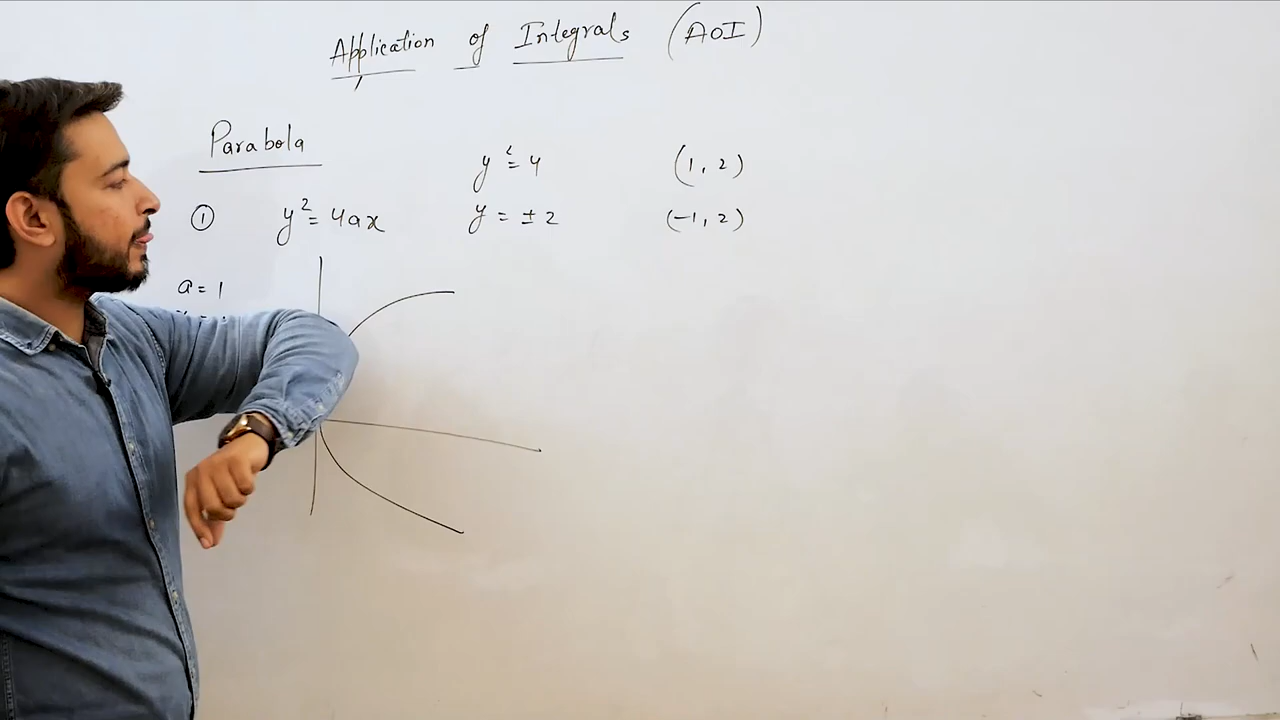 Application of Integrals (AOI)
Parabola
y² = 4 (1, 2)
① y² = 4ax y = ± 2 (-1, 2)
a = 1